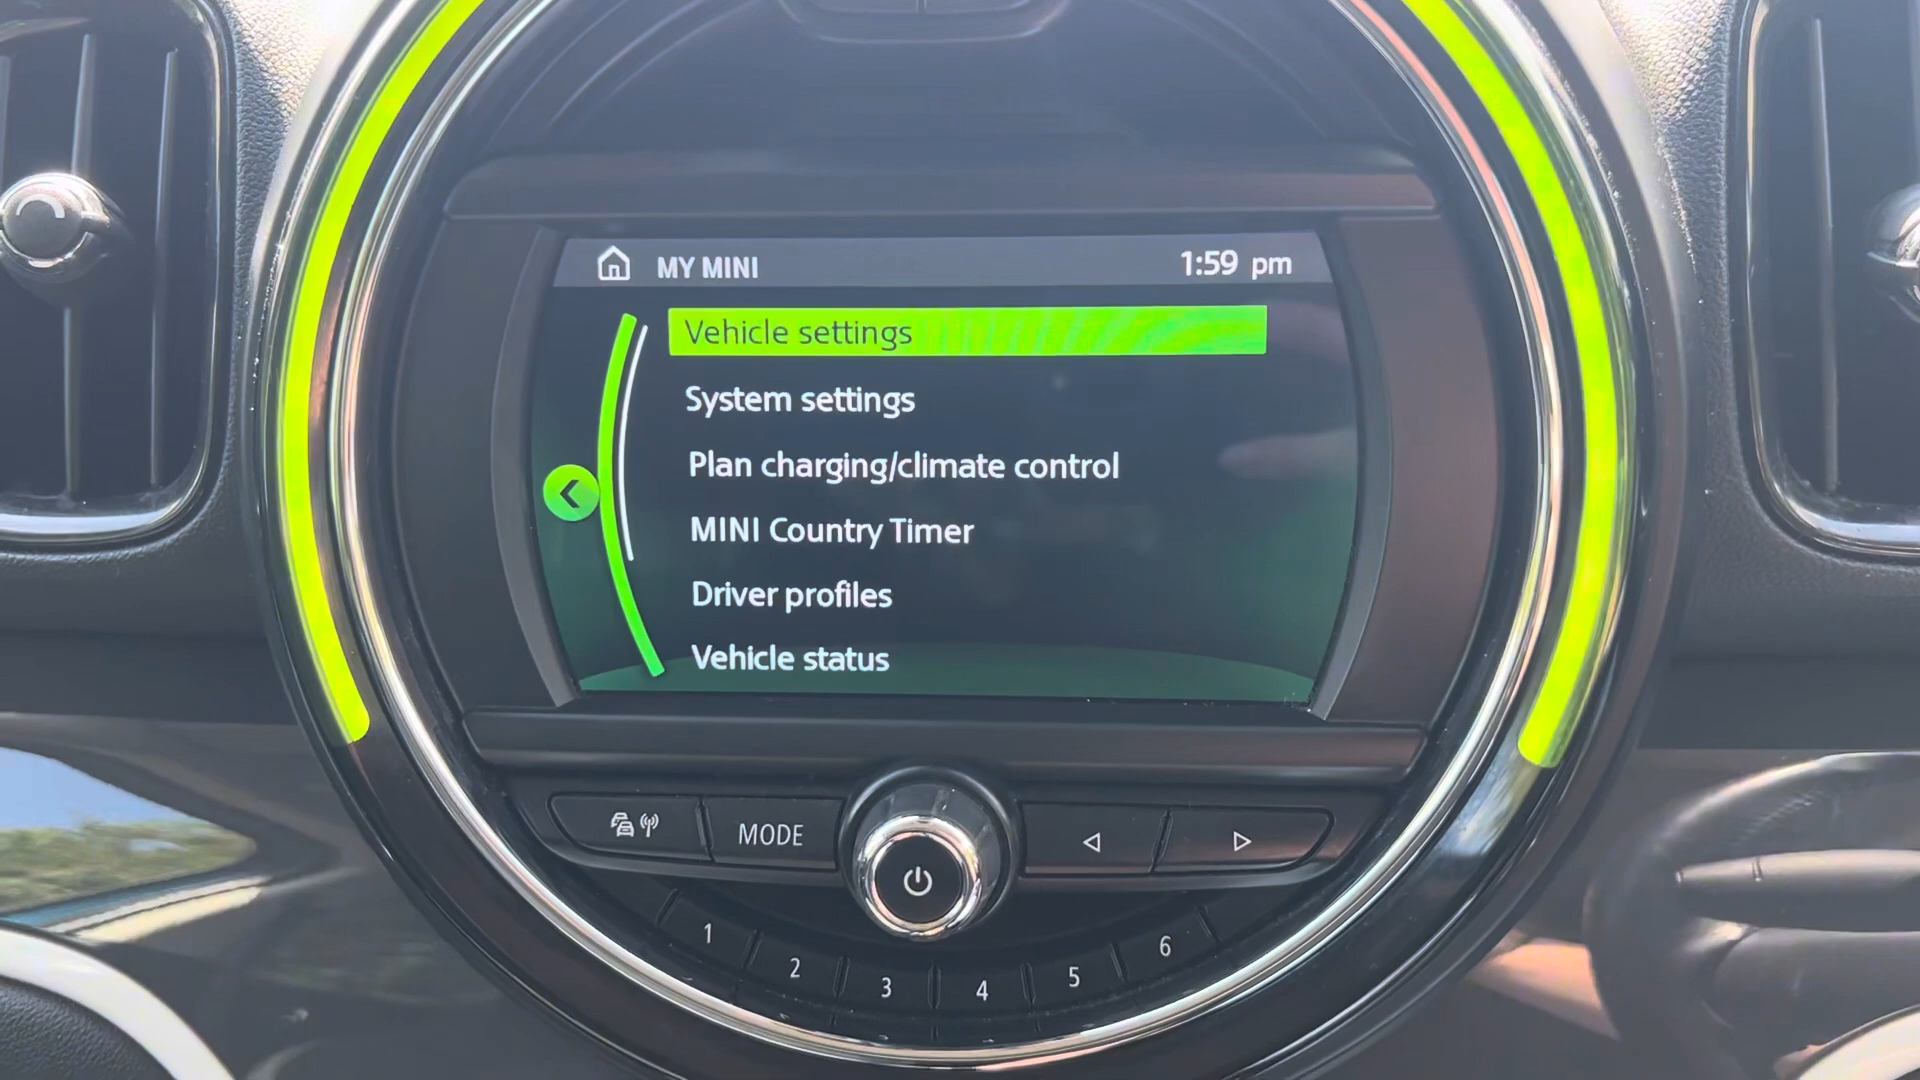 MY MINI
1:59 pm
Vehicle settings
System settings
Plan charging/climate control
MINI Country Timer
Driver profiles
Vehicle status
MODE
1
2
3
4
5
6